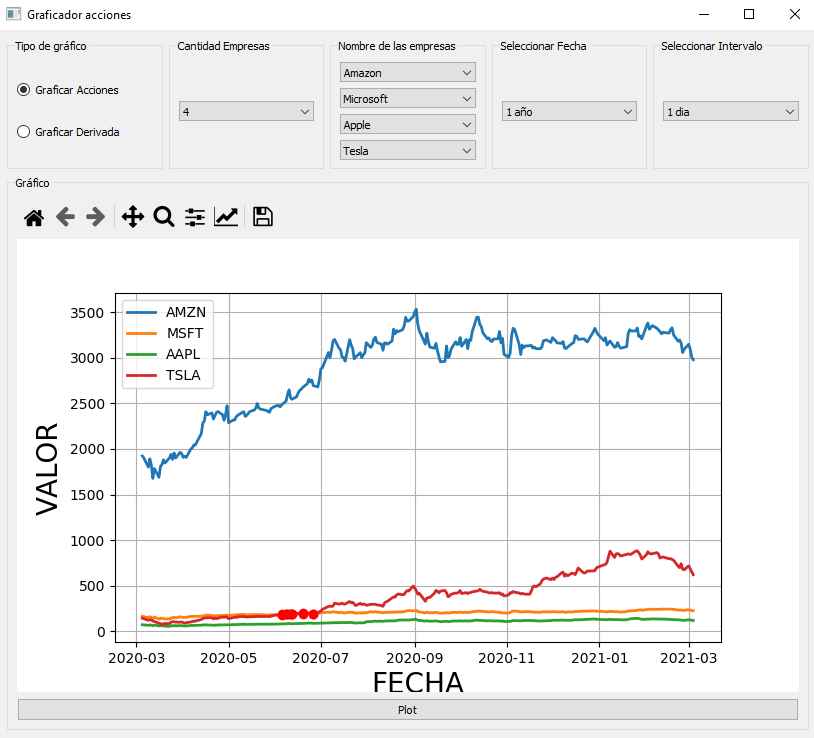 Graficador acciones
Tipo de gráfico
Graficar Acciones
Graficar Derivada
Cantidad Empresas
4
Nombre de las empresas
Amazon
Microsoft
Apple
Tesla
Seleccionar Fecha
1 año
Seleccionar Intervalo
1 dia
Gráfico
AMZN
MSFT
AAPL
TSLA
VALOR
3500
3000
2500
2000
1500
1000
500
0
2020-03 2020-05 2020-07 2020-09 2020-11 2021-01 2021-03
FECHA
Plot